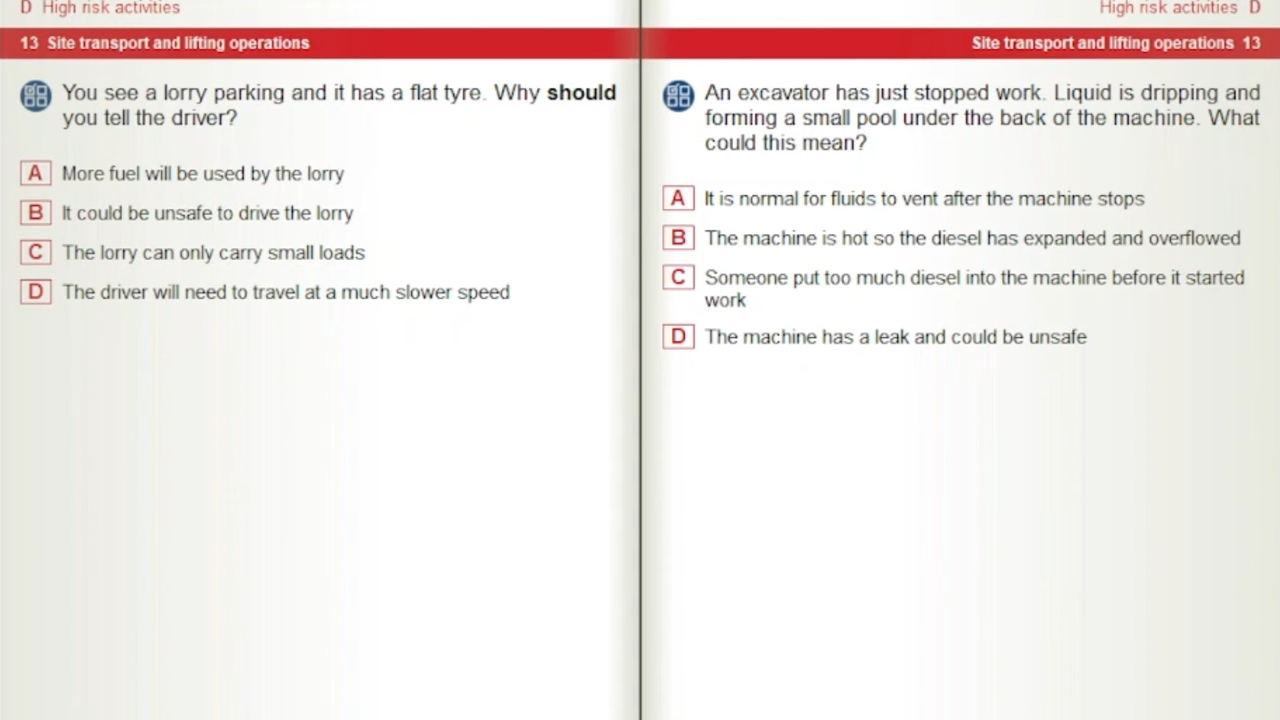 D High risk activities
13 Site transport and lifting operations
You see a lorry parking and it has a flat tyre. Why should
you tell the driver?
A More fuel will be used by the lorry
B It could be unsafe to drive the lorry
C The lorry can only carry small loads
D The driver will need to travel at a much slower speed
High risk activities D
Site transport and lifting operations 13
An excavator has just stopped work. Liquid is dripping and
forming a small pool under the back of the machine. What
could this mean?
A It is normal for fluids to vent after the machine stops
B The machine is hot so the diesel has expanded and overflowed
C Someone put too much diesel into the machine before it started
work
D The machine has a leak and could be unsafe